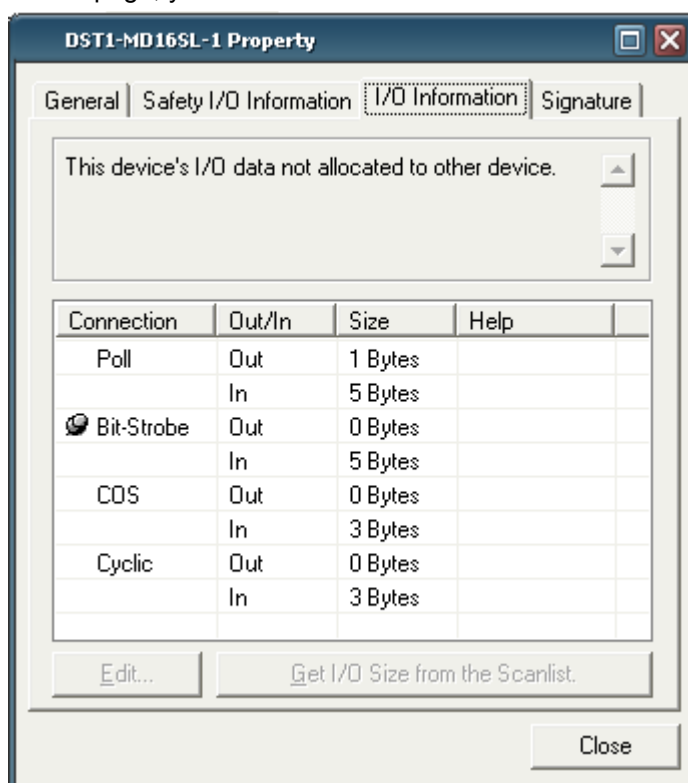 DST1-MD16SL-1 Property
General Safety I/O Information I/O Information Signature
This device's I/O data not allocated to other device.
Connection Out/In Size Help
Poll Out 1 Bytes
In 5 Bytes
Bit-Strobe Out 0 Bytes
In 5 Bytes
COS Out 0 Bytes
In 3 Bytes
Cyclic Out 0 Bytes
In 3 Bytes
Edit...
Get I/O Size from the Scanlist.
Close